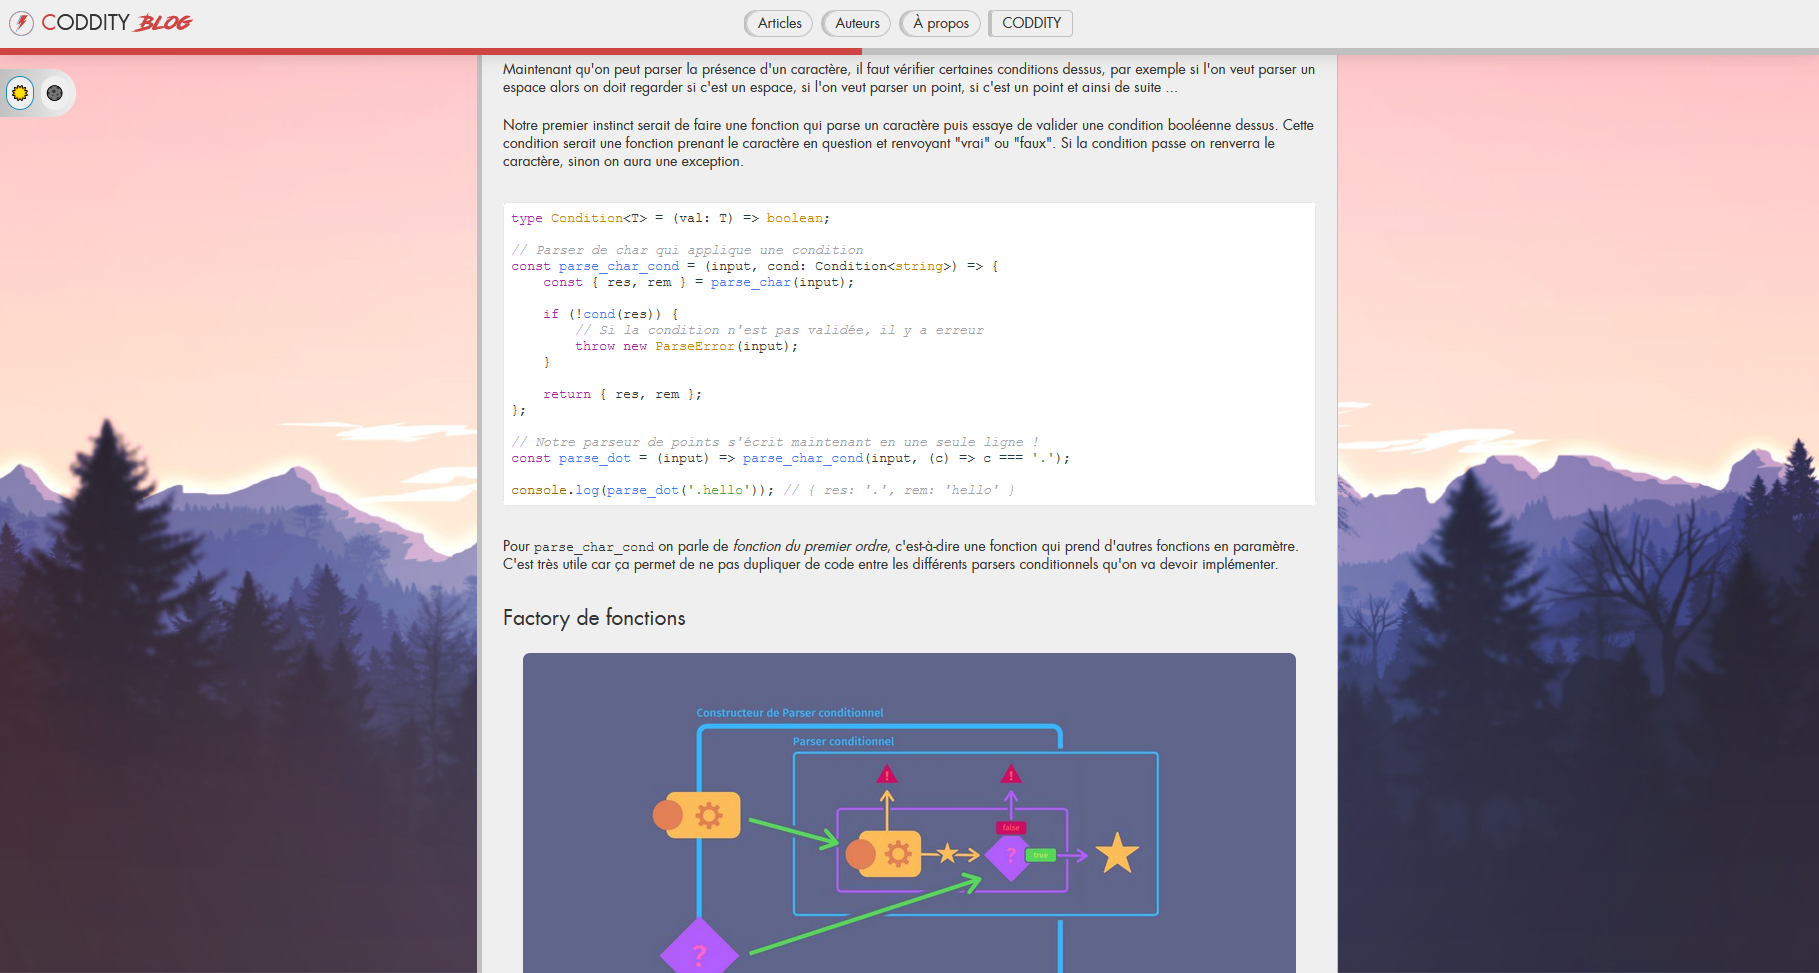 CODDITY BLOG
Articles
Auteurs
À propos
CODDITY
Maintenant qu'on peut parser la présence d'un caractère, il faut vérifier certaines conditions dessus, par exemple si l'on veut parser un
espace alors on doit regarder si c'est un espace, si l'on veut parser un point, si c'est un point et ainsi de suite ...
Notre premier instinct serait de faire une fonction qui parse un caractère puis essaye de valider une condition booléenne dessus. Cette
condition serait une fonction prenant le caractère en question et renvoyant "vrai" ou "faux". Si la condition passe on renverra le
caractère, sinon on aura une exception.
type Condition<T> = (val: T) => boolean;
// Parser de char qui applique une condition
const parse_char_cond = (input, cond: Condition<string>) => {
    const { res, rem } = parse_char(input);
    if (!cond(res)) {
        // Si la condition n'est pas validée, il y a erreur
        throw new ParseError(input);
    }
    return { res, rem };
};
// Notre parseur de points s'écrit maintenant en une seule ligne !
const parse_dot = (input) => parse_char_cond(input, (c) => c === '.');
console.log(parse_dot('.hello')); // { res: '.', rem: 'hello' }
Pour parse_char_cond on parle de fonction du premier ordre, c'est-à-dire une fonction qui prend d'autres fonctions en paramètre.
C'est très utile car ça permet de ne pas dupliquer de code entre les différents parsers conditionnels qu'on va devoir implémenter.
Factory de fonctions
Constructeur de Parser conditionnel
Parser conditionnel
!
!
false
?
true
?